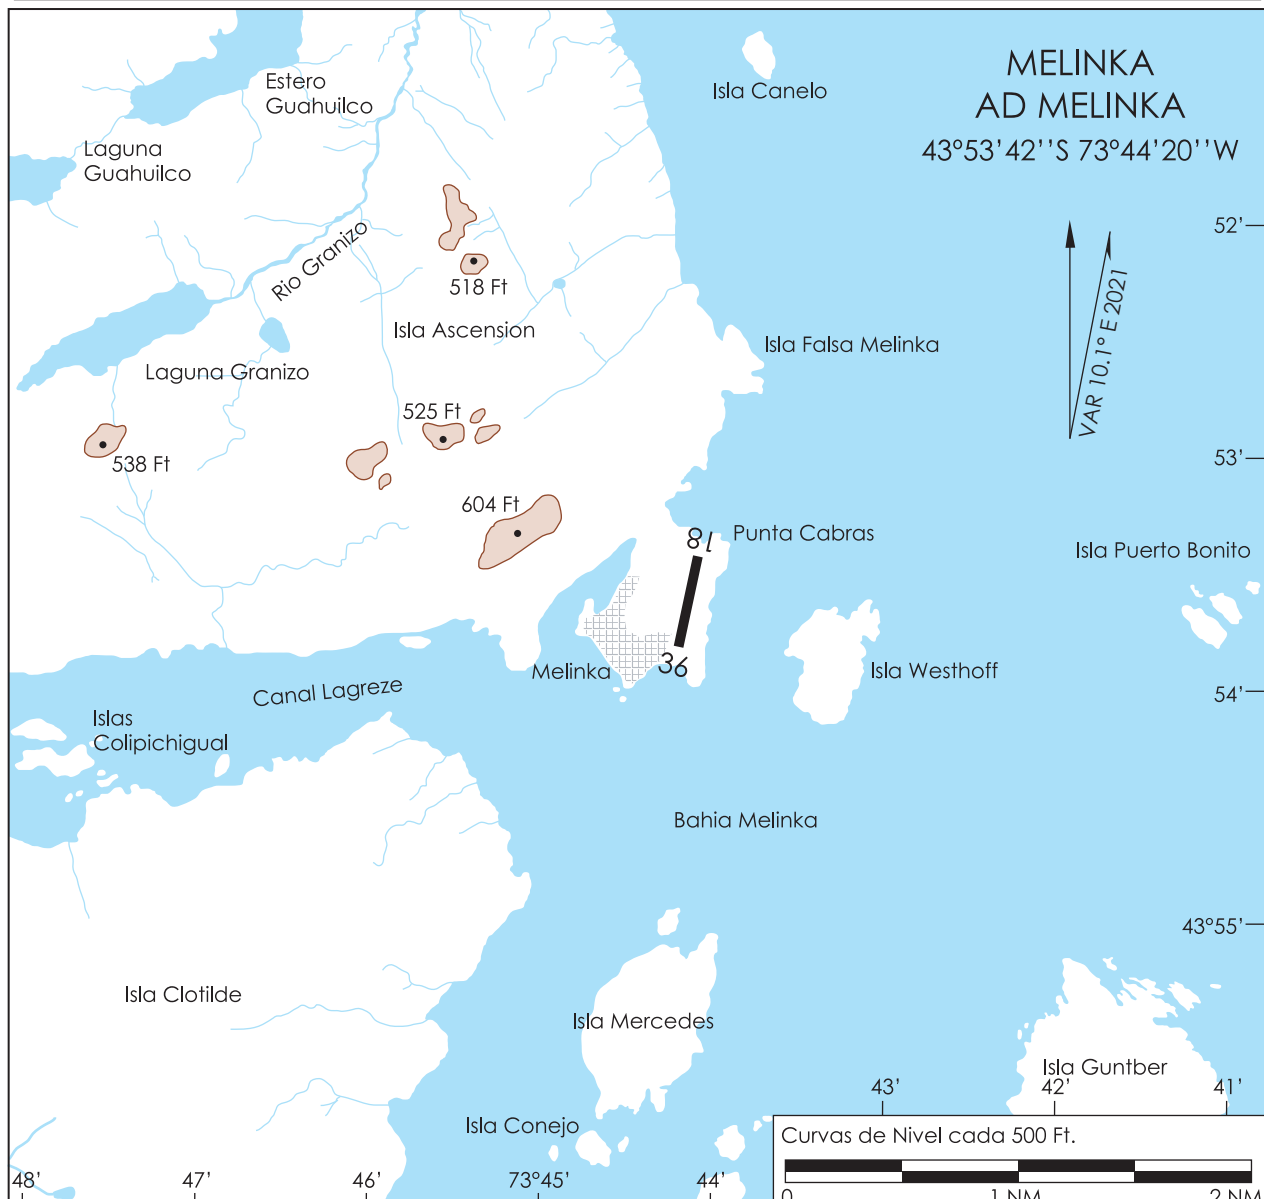 MELINKA
AD MELINKA
43°53'42''S 73°44'20''W
Isla Canelo
Estero
Guahuilco
Laguna
Guahuilco
52'
Rio Granizo
518 Ft
VAR 10.1° E 2021
Isla Ascension
Isla Falsa Melinka
Laguna Granizo
525 Ft
538 Ft
53'
604 Ft
18
Punta Cabras
Isla Puerto Bonito
36
Melinka
Isla Westhoff
Canal Lagreze
54'
Islas
Colipichigual
Bahia Melinka
43°55'
Isla Clotilde
Isla Mercedes
Isla Guntber
43'
42'
41'
Isla Conejo
Curvas de Nivel cada 500 Ft.
48'
47'
46'
73°45'
44'
0
1 NM
2 NM